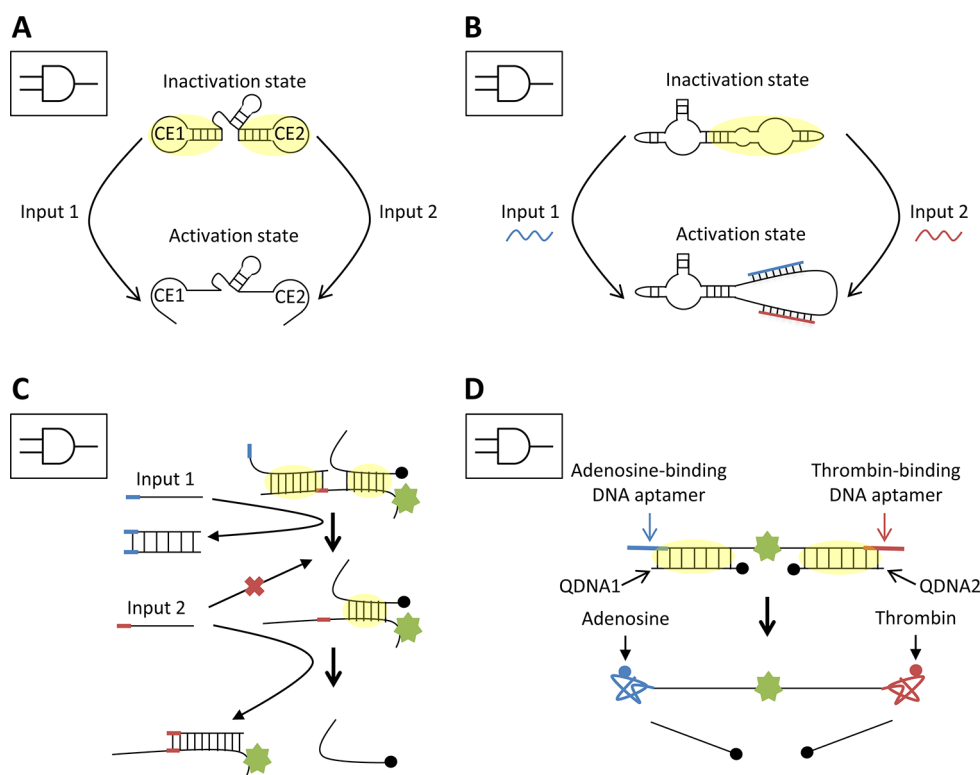 A
Inactivation state
CE1
CE2
Input 1
Input 2
Activation state
CE1
CE2
B
Inactivation state
Input 1
Input 2
Activation state
C
Input 1
Input 2
D
Adenosine-binding
DNA aptamer
Thrombin-binding
DNA aptamer
QDNA1
QDNA2
Adenosine
Thrombin